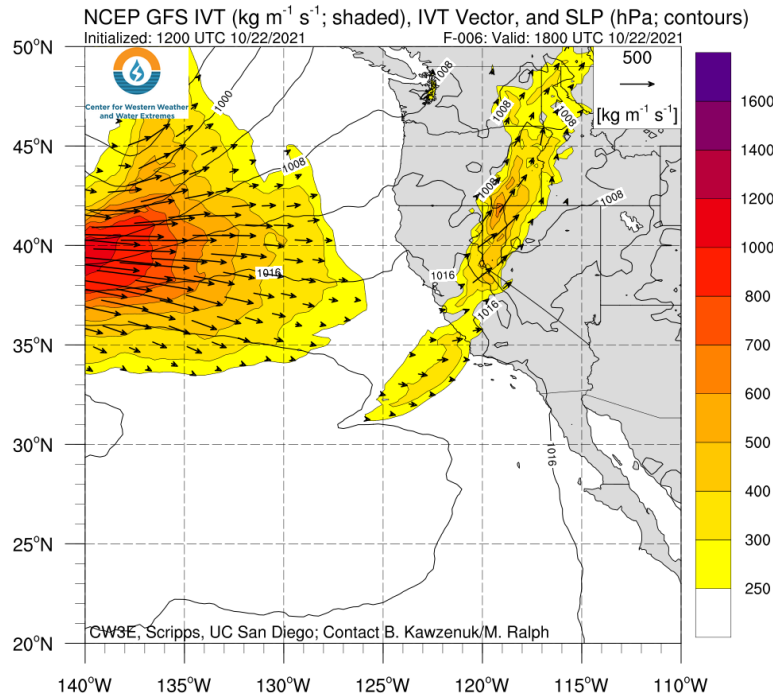 NCEP GFS IVT (kg m⁻¹ s⁻¹; shaded), IVT Vector, and SLP (hPa; contours)
Initialized: 1200 UTC 10/22/2021 F-006: Valid: 1800 UTC 10/22/2021
50°N
Center for Western Weather
and Water Extremes
500
[kg m⁻¹ s⁻¹]
1008
1000
1008
1008
1008
1008
1008
1016
1016
1016
1016
45°N
40°N
35°N
30°N
25°N
20°N
1600
1400
1200
1000
800
700
600
500
400
300
250
CW3E, Scripps, UC San Diego; Contact B. Kawzenuk/M. Ralph
140°W 135°W 130°W 125°W 120°W 115°W 110°W